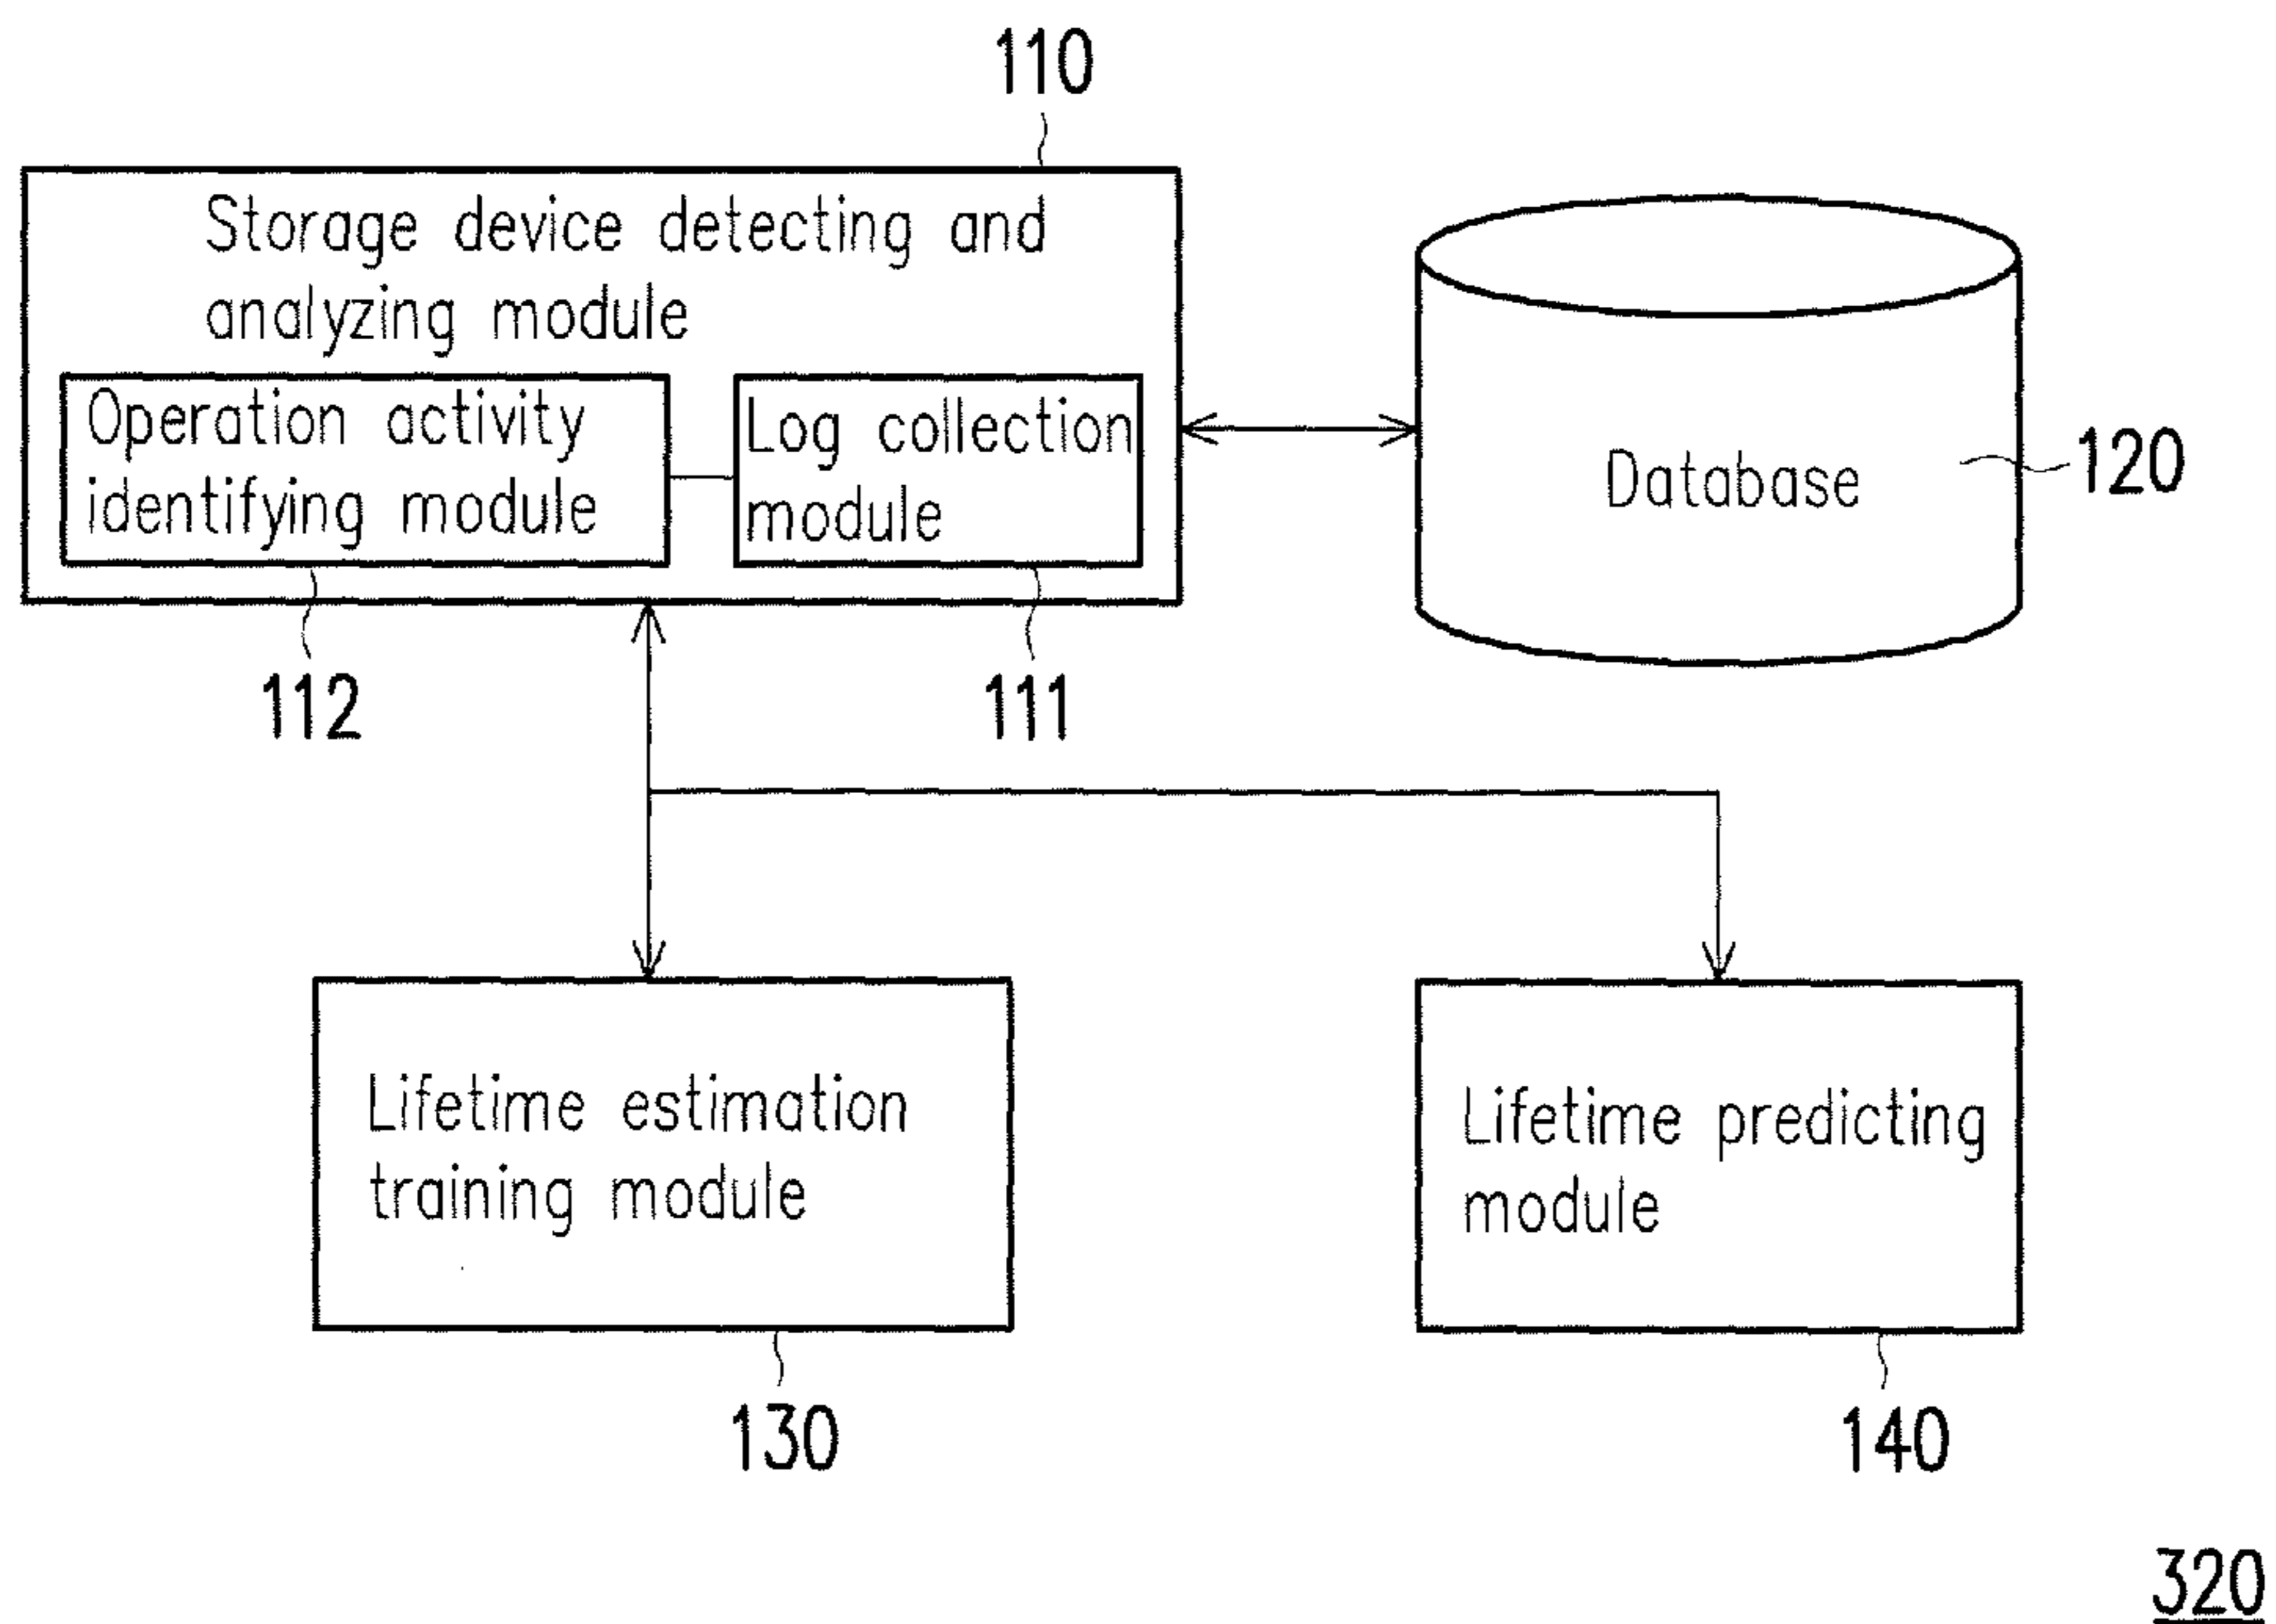 110
Storage device detecting and
analyzing module
Operation activity
identifying module
Log collection
module
Database
120
112
111
Lifetime estimation
training module
Lifetime predicting
module
130
140
320